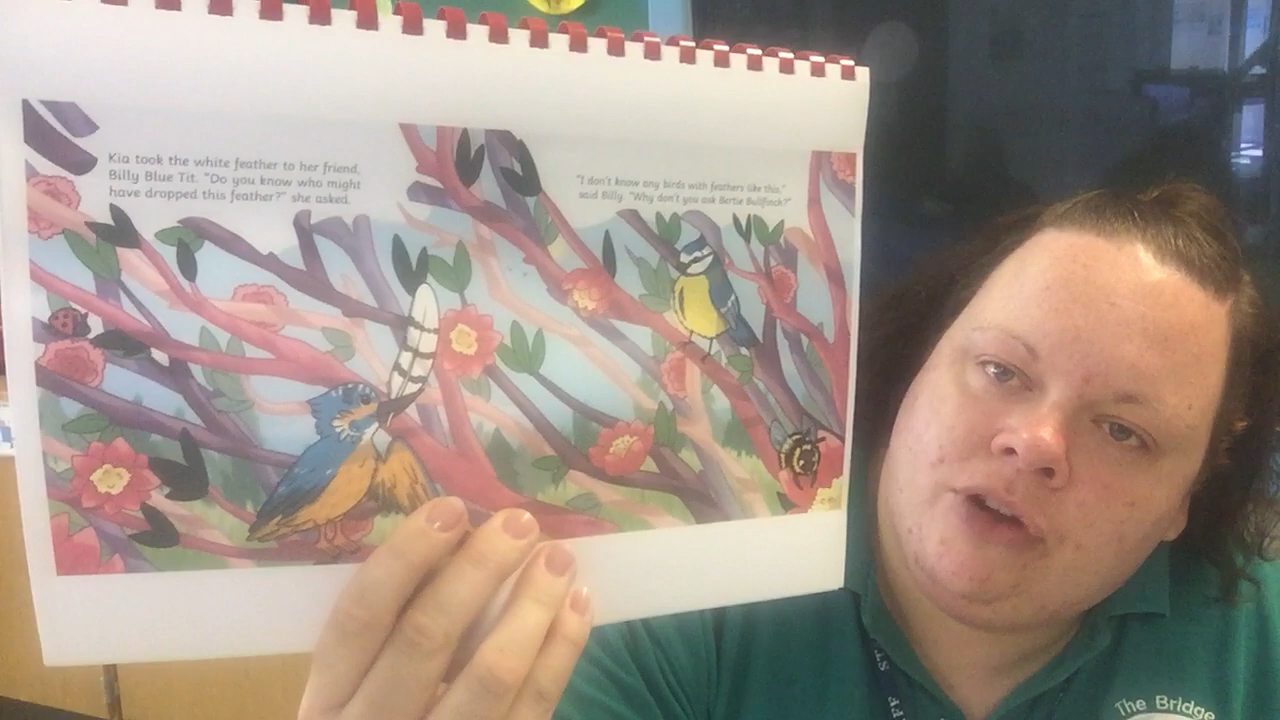 Kia took the white feather to her friend,
Billy Blue Tit. "Do you know who might
have dropped this feather?" she asked.
"I don't know any birds with feathers like this,"
said Billy. "Why don't you ask Bertie Bullfinch?"
The Bridge